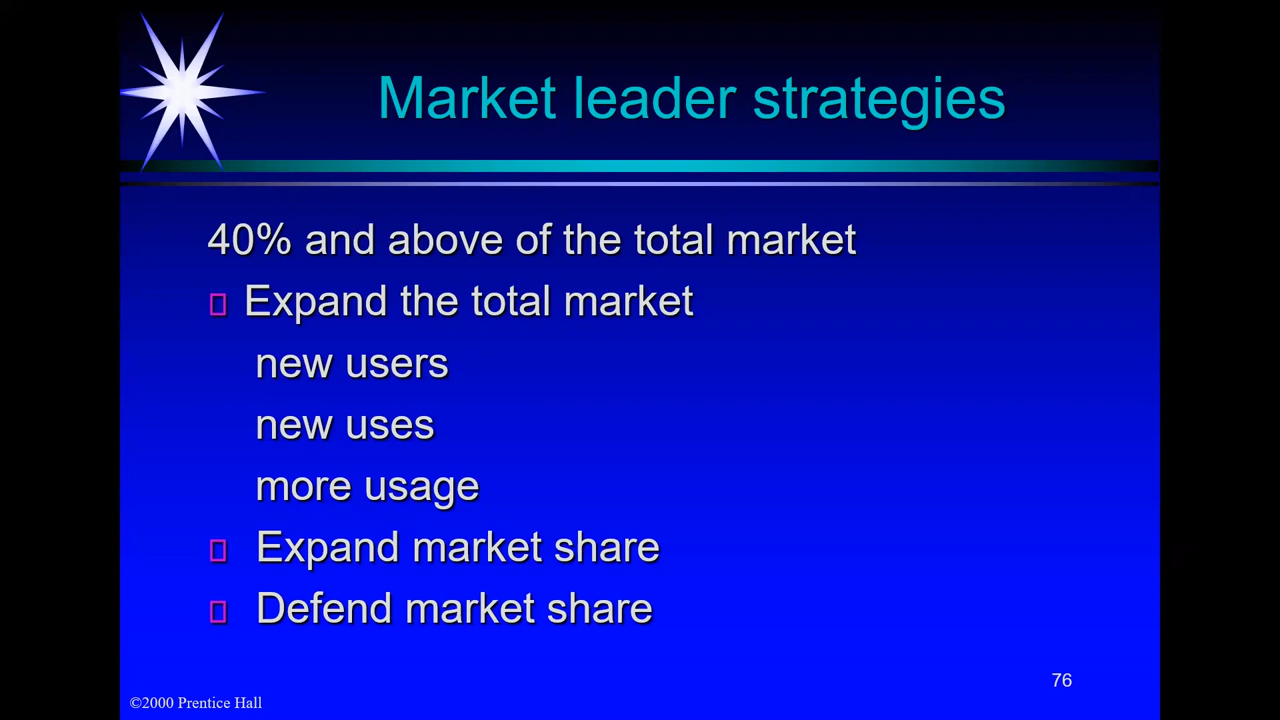 Market leader strategies
40% and above of the total market
Expand the total market
new users
new uses
more usage
Expand market share
Defend market share
76
©2000 Prentice Hall